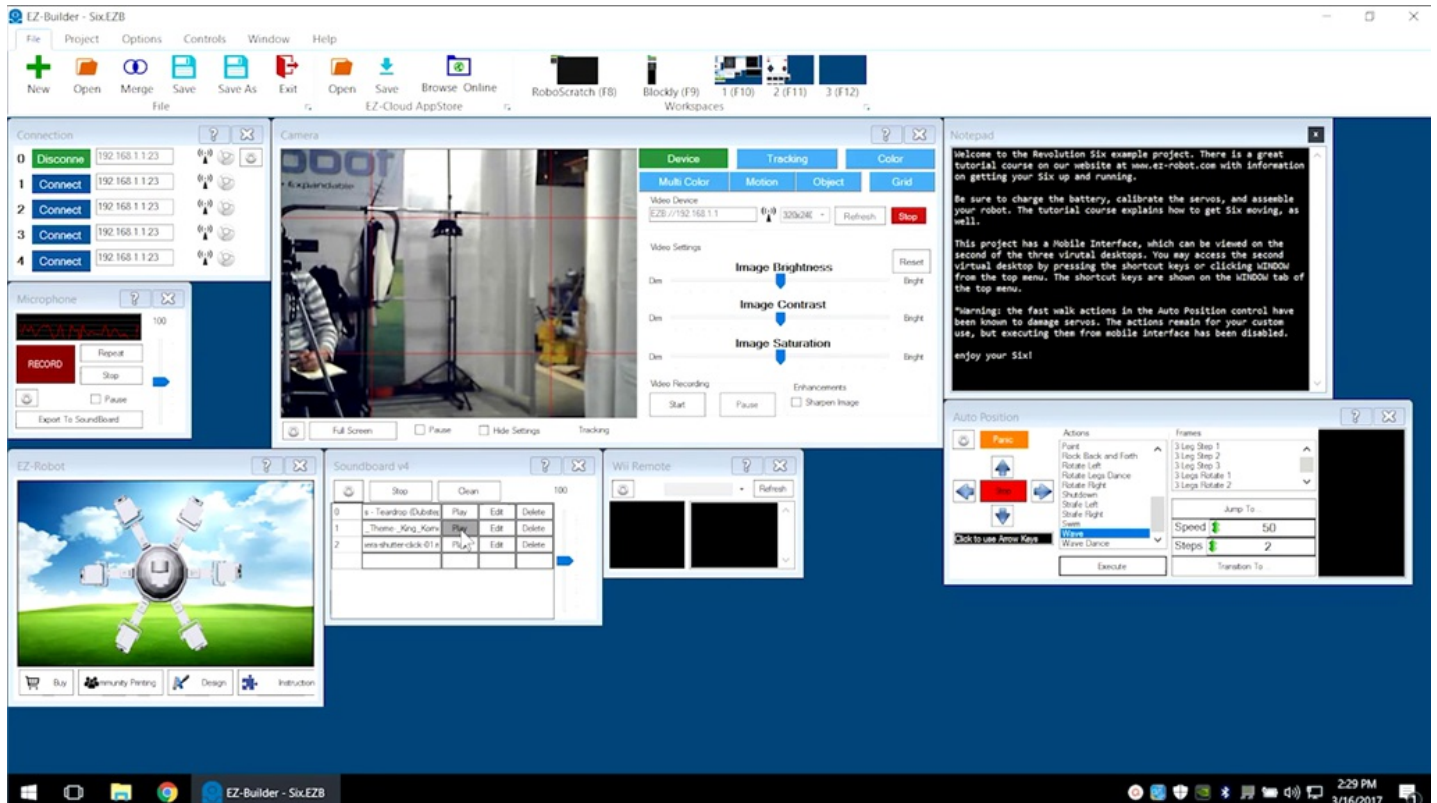 EZ-Builder - Six.EZB
File Project Options Controls Window Help
New Open Merge Save Save As Exit Open Save Browse Online RoboScratch (F8) Blockly (F9) 1 (F10) 2 (F11) 3 (F12)
File EZ-Cloud AppStore Workspaces
Connection
0 Disconne 192.168.1.1:23
1 Connect 192.168.1.1:23
2 Connect 192.168.1.1:23
3 Connect 192.168.1.1:23
4 Connect 192.168.1.1:23
Microphone
100
RECORD
Repeat
Stop
Pause
Export To SoundBoard
Camera
Expandable
Device Tracking Color
Multi Color Motion Object Grid
Video Device
EZB://192.168.1.1 Refresh Stop
Video Settings
Reset
Image Brightness
Dim Bright
Image Contrast
Dim Bright
Image Saturation
Dim Bright
Video Recording Enhancements
Start Pause Sharpen Image
Full Screen Pause Hide Settings Tracking
Notepad x
Welcome to the Revolution Six example project. There is a great
tutorial course on our website at www.ez-robot.com with information
on getting your Six up and running.
Be sure to charge the battery, calibrate the servos, and assemble
your robot. The tutorial course explains how to get Six moving, as
well.
This project has a Mobile Interface, which can be viewed on the
second of the three virutal desktops. You may access the second
virtual desktop by pressing the shortcut keys or clicking WINDOW
from the top menu. The shortcut keys are shown on the WINDOW tab of
the top menu.
*Warning: the fast walk actions in the Auto Position control have
been known to damage servos. The actions remain for your custom
use, but executing them from mobile interface has been disabled.
enjoy your Six!
EZ-Robot
Buy Design Instruction
Soundboard v4
Stop Clean 100
0 s - Teardrop (Dubstep Play Edit Delete
1 _Theme_-_King_Kon Play Edit Delete
2 era-shutter-click-01 Play Edit Delete
Wii Remote
Refresh
Auto Position
Panic
Stop
Click to use Arrow Keys
Actions
Point
Rock Back and Forth
Rotate Left
Rotate Legs Dance
Rotate Right
Shutdown
Strafe Left
Strafe Right
Swim
Wave
Wave Dance
Execute
Frames
3 Leg Step 1
3 Leg Step 2
3 Leg Step 3
3 Legs Rotate 1
3 Legs Rotate 2
Jump To...
Speed 50
Steps 2
Transition To...
EZ-Builder - Six.EZB
2:29 PM
3/16/2017